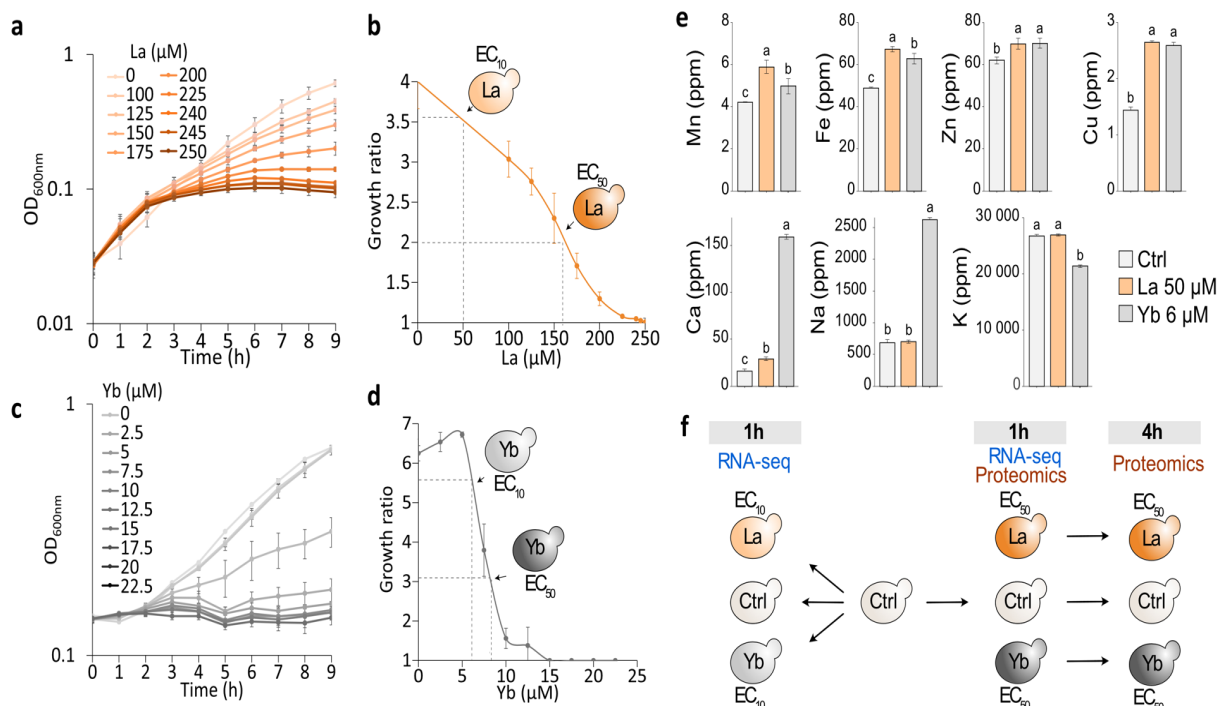 a
La (µM)
0 200
100 225
125 240
150 245
175 250
1
0.1
0.01
OD600nm
0 1 2 3 4 5 6 7 8 9
Time (h)
b
EC10
La
EC50
La
4
3.5
3
2.5
2
1.5
1
Growth ratio
0 50 100 150 200 250
La (µM)
c
Yb (µM)
0
2.5
5
7.5
10
12.5
15
17.5
20
22.5
1
0.1
OD600nm
0 1 2 3 4 5 6 7 8 9
Time (h)
d
7
6
5
4
3
2
1
Growth ratio
Yb
EC10
Yb
EC50
0 5 10 15 20 25
Yb (µM)
e
Mn (ppm)
8
6
4
2
0
c a b
Fe (ppm)
80
60
40
20
0
c a b
Zn (ppm)
80
60
40
20
0
b a a
Cu (ppm)
3
2
1
0
b a a
Ca (ppm)
150
100
50
0
c b a
Na (ppm)
2500
2000
1500
1000
500
0
b b a
K (ppm)
30 000
20 000
10 000
0
a a b
Ctrl
La 50 µM
Yb 6 µM
f
1h 1h 4h
RNA-seq RNA-seq Proteomics
Proteomics
EC10 EC50 EC50
La La La
Ctrl Ctrl Ctrl Ctrl
Yb Yb Yb
EC10 EC50 EC50